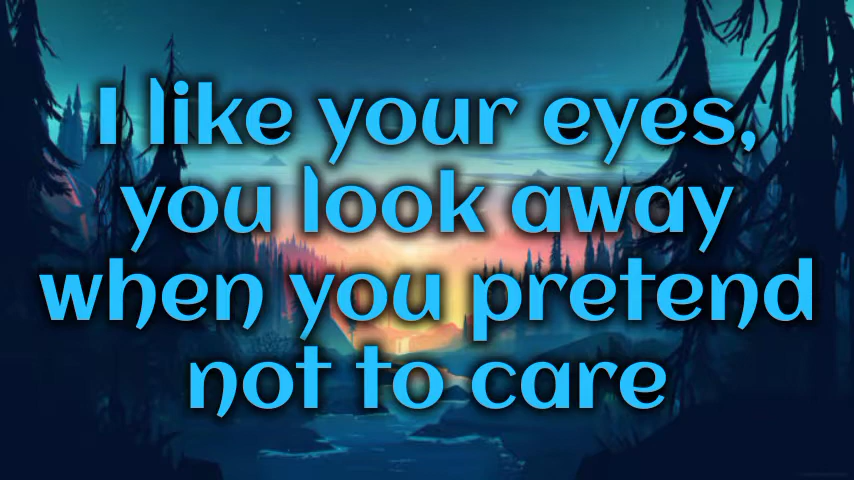 I like your eyes,
you look away
when you pretend
not to care